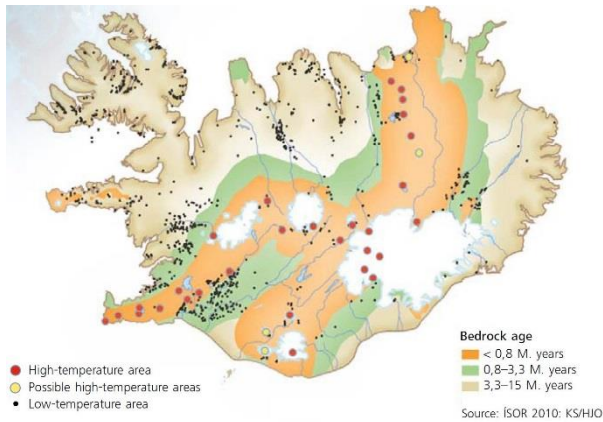 High-temperature area
Possible high-temperature areas
Low-temperature area
Bedrock age
< 0,8 M. years
0,8–3,3 M. years
3,3–15 M. years
Source: ÍSOR 2010: KS/HJO